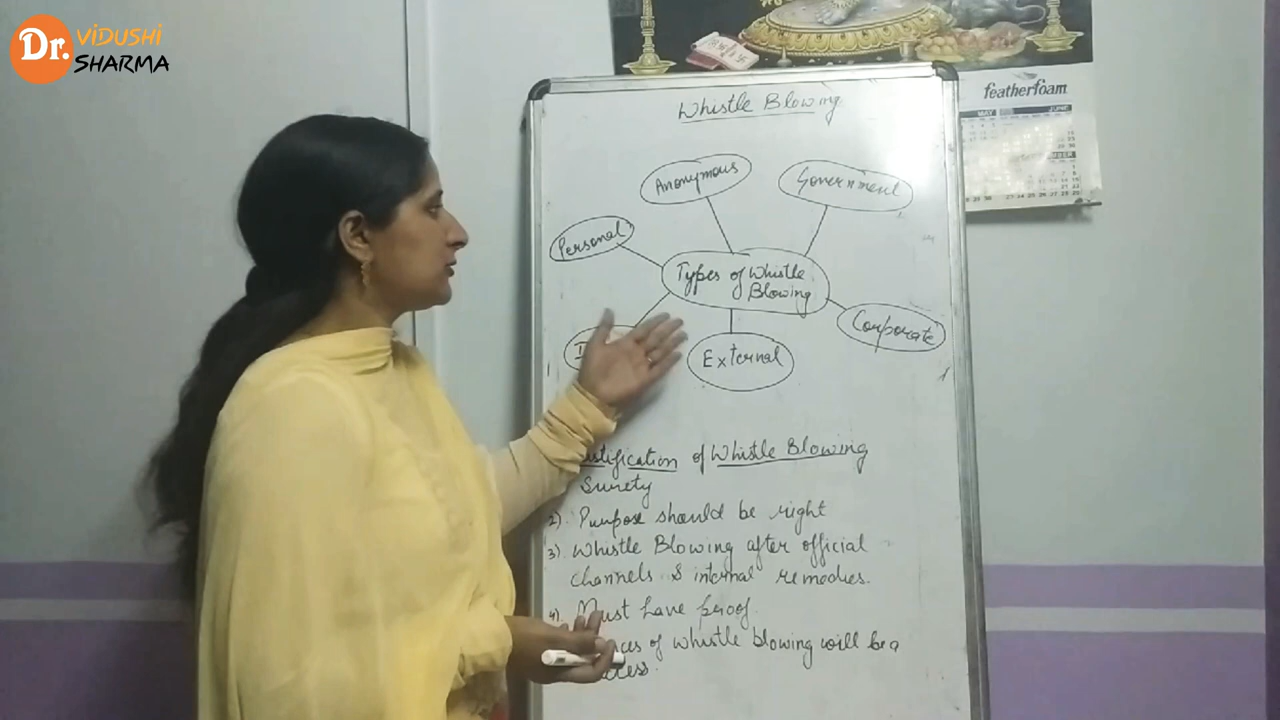 Dr. ViDUSHi
SHARMA
featherfoam
MAY JUNE
Whistle Blowing
Anonymous
Government
Personal
Types of Whistle
Blowing
External
Corporate
of Whistle Blowing
Surety
2) Purpose should be right
3) Whistle Blowing after official
channels & internal remedies.
4) Must have proof.
of whistle blowing will be a